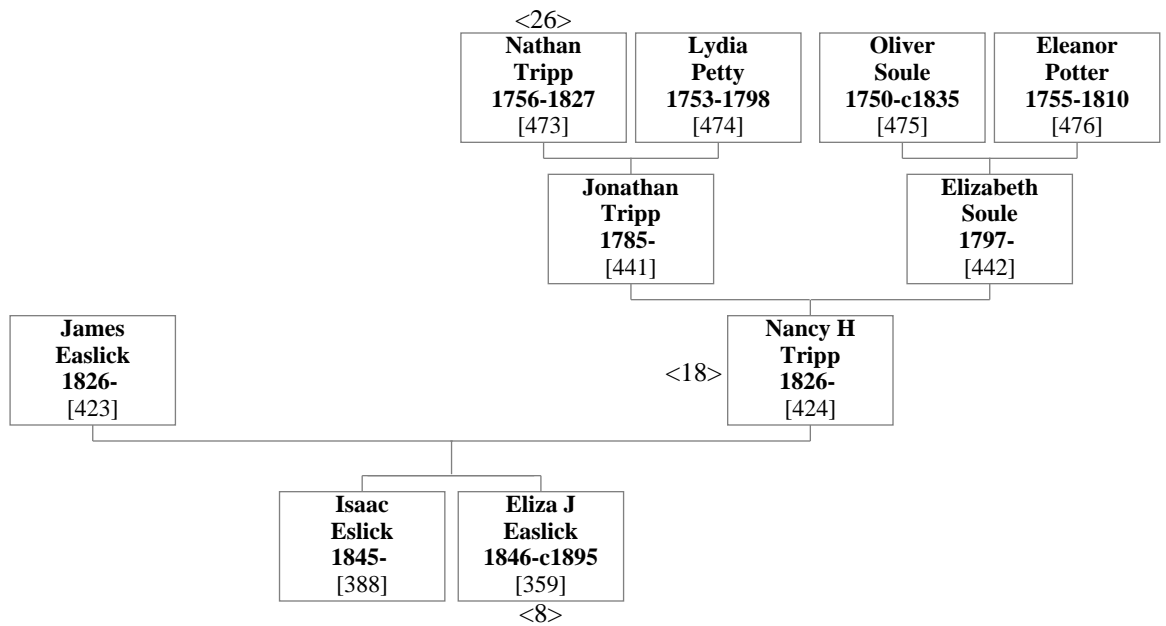 <26>
Nathan
Tripp
1756-1827
[473]
Lydia
Petty
1753-1798
[474]
Oliver
Soule
1750-c1835
[475]
Eleanor
Potter
1755-1810
[476]
Jonathan
Tripp
1785-
[441]
Elizabeth
Soule
1797-
[442]
James
Easlick
1826-
[423]
<18>
Nancy H
Tripp
1826-
[424]
Isaac
Eslick
1845-
[388]
Eliza J
Easlick
1846-c1895
[359]
<8>